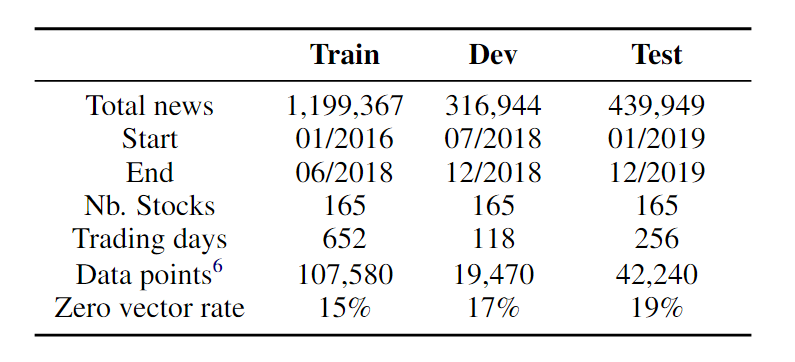 Train Dev Test
Total news 1,199,367 316,944 439,949
Start 01/2016 07/2018 01/2019
End 06/2018 12/2018 12/2019
Nb. Stocks 165 165 165
Trading days 652 118 256
Data points6 107,580 19,470 42,240
Zero vector rate 15% 17% 19%